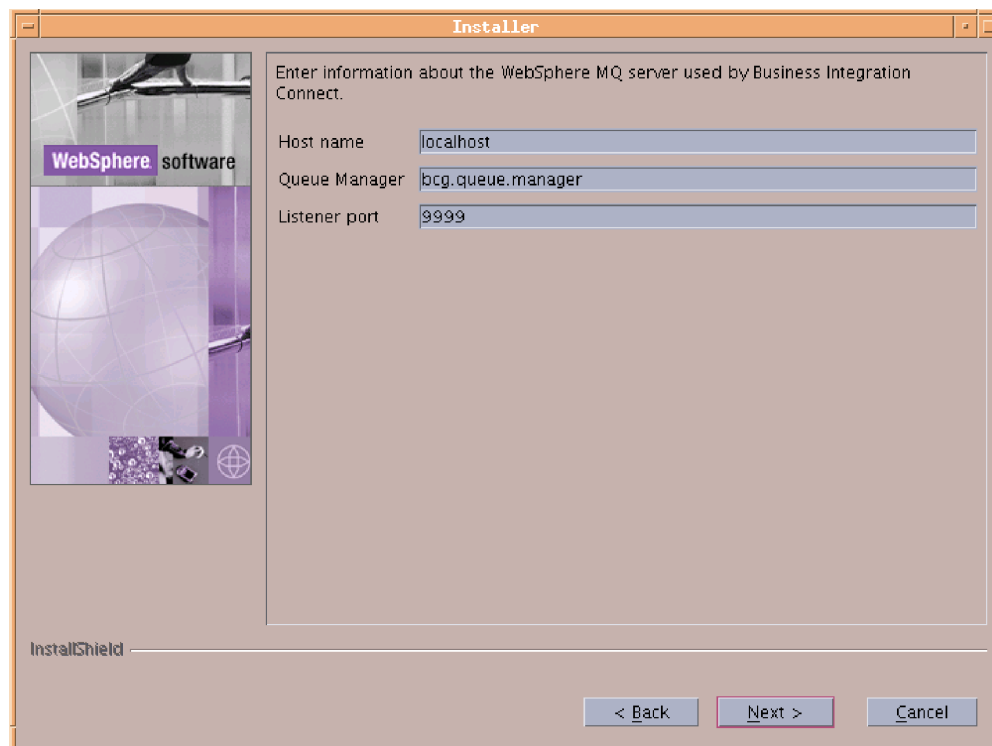 Installer
WebSphere software
Enter information about the WebSphere MQ server used by Business Integration
Connect.
Host name localhost
Queue Manager bcg.queue.manager
Listener port 9999
InstallShield
< Back Next > Cancel